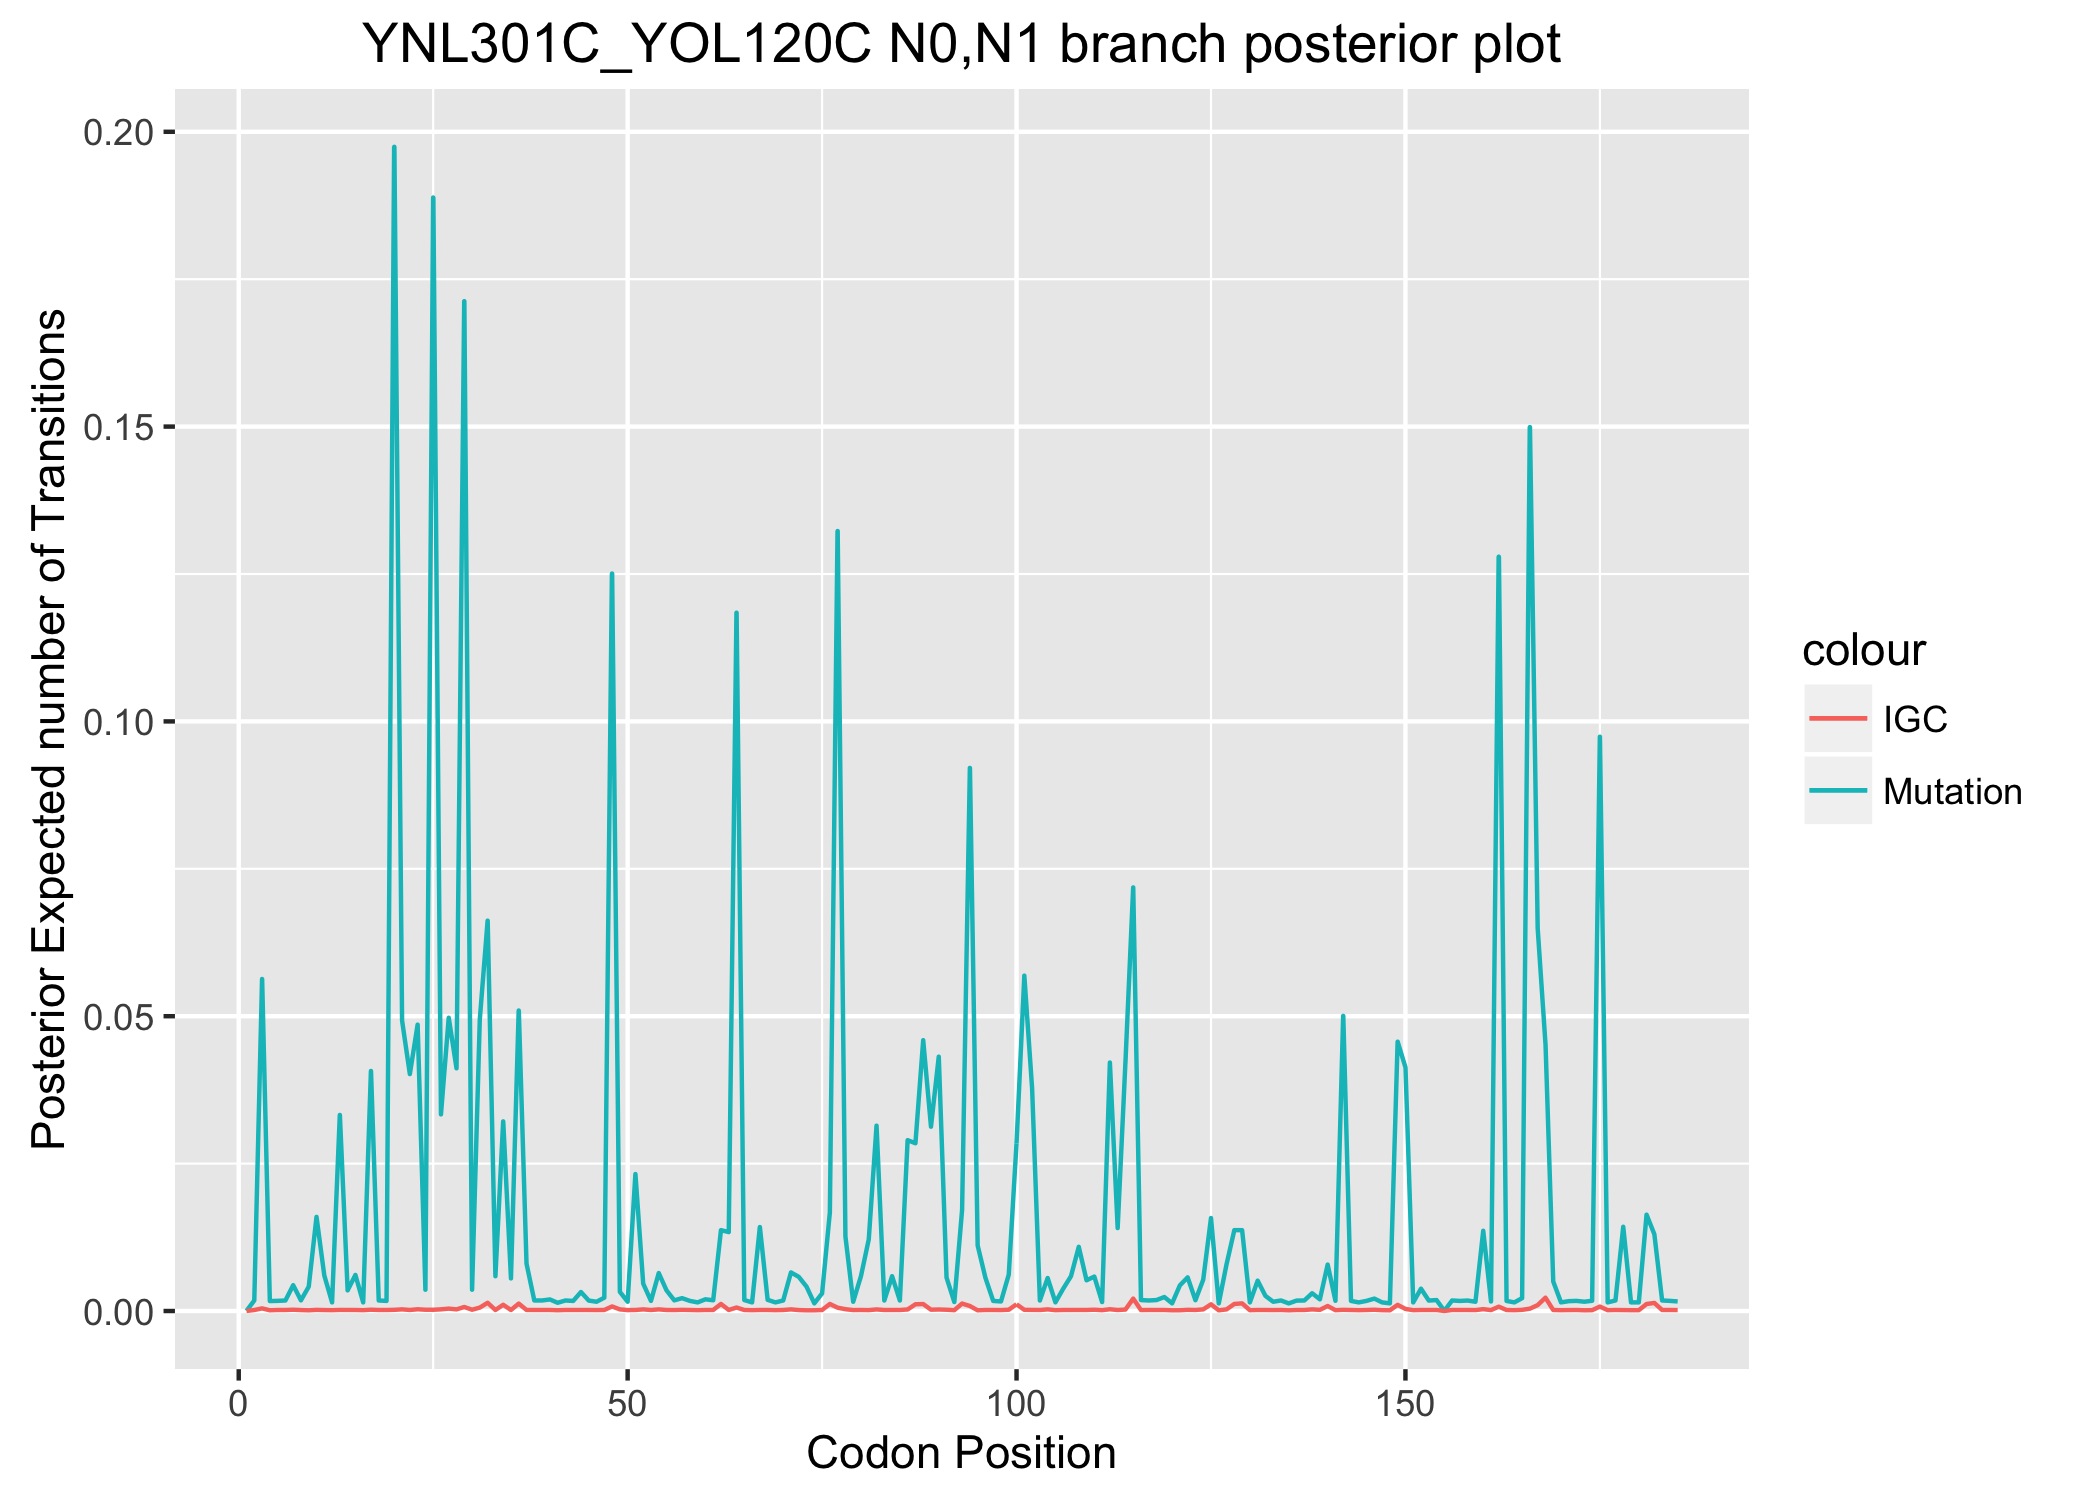 YNL301C_YOL120C N0,N1 branch posterior plot
Posterior Expected number of Transitions
0.20
0.15
0.10
0.05
0.00
0
50
100
150
Codon Position
colour
IGC
Mutation